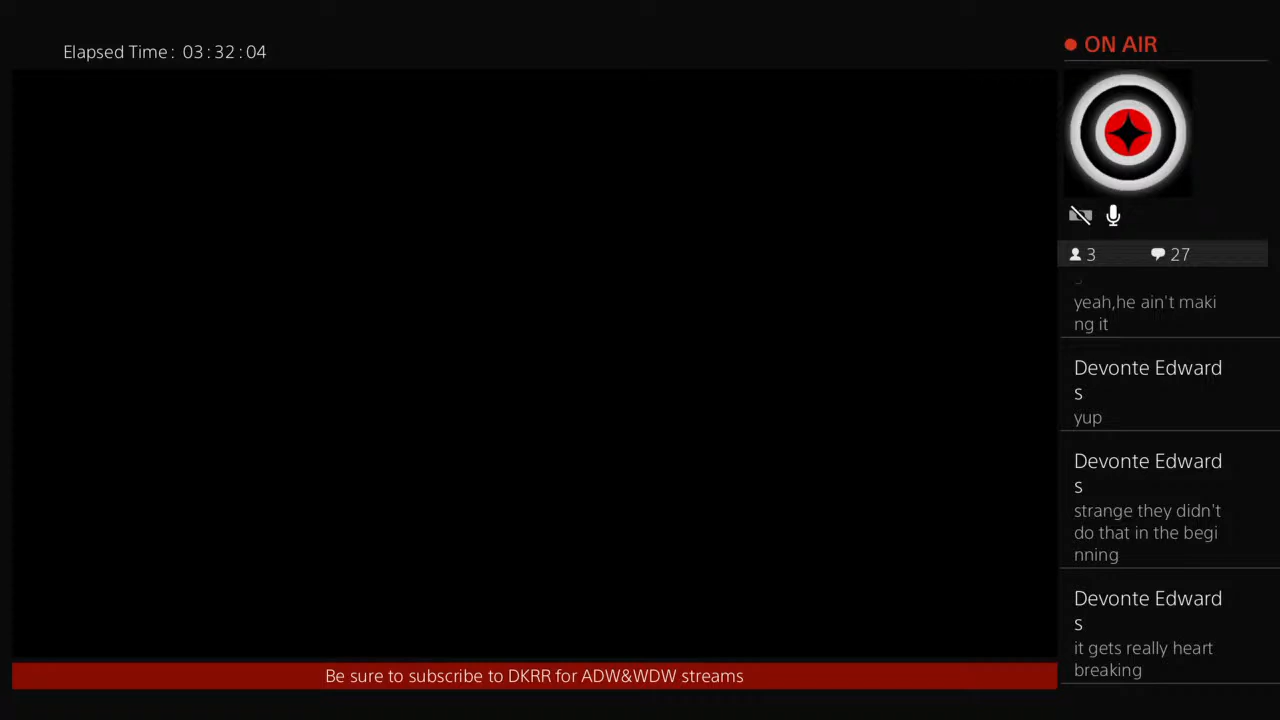 Elapsed Time: 03:32:04
ON AIR
3 27
yeah,he ain't maki
ng it
Devonte Edward
s
yup
Devonte Edward
s
strange they didn't
do that in the begi
nning
Devonte Edward
s
it gets really heart
breaking
Be sure to subscribe to DKRR for ADW&WDW streams